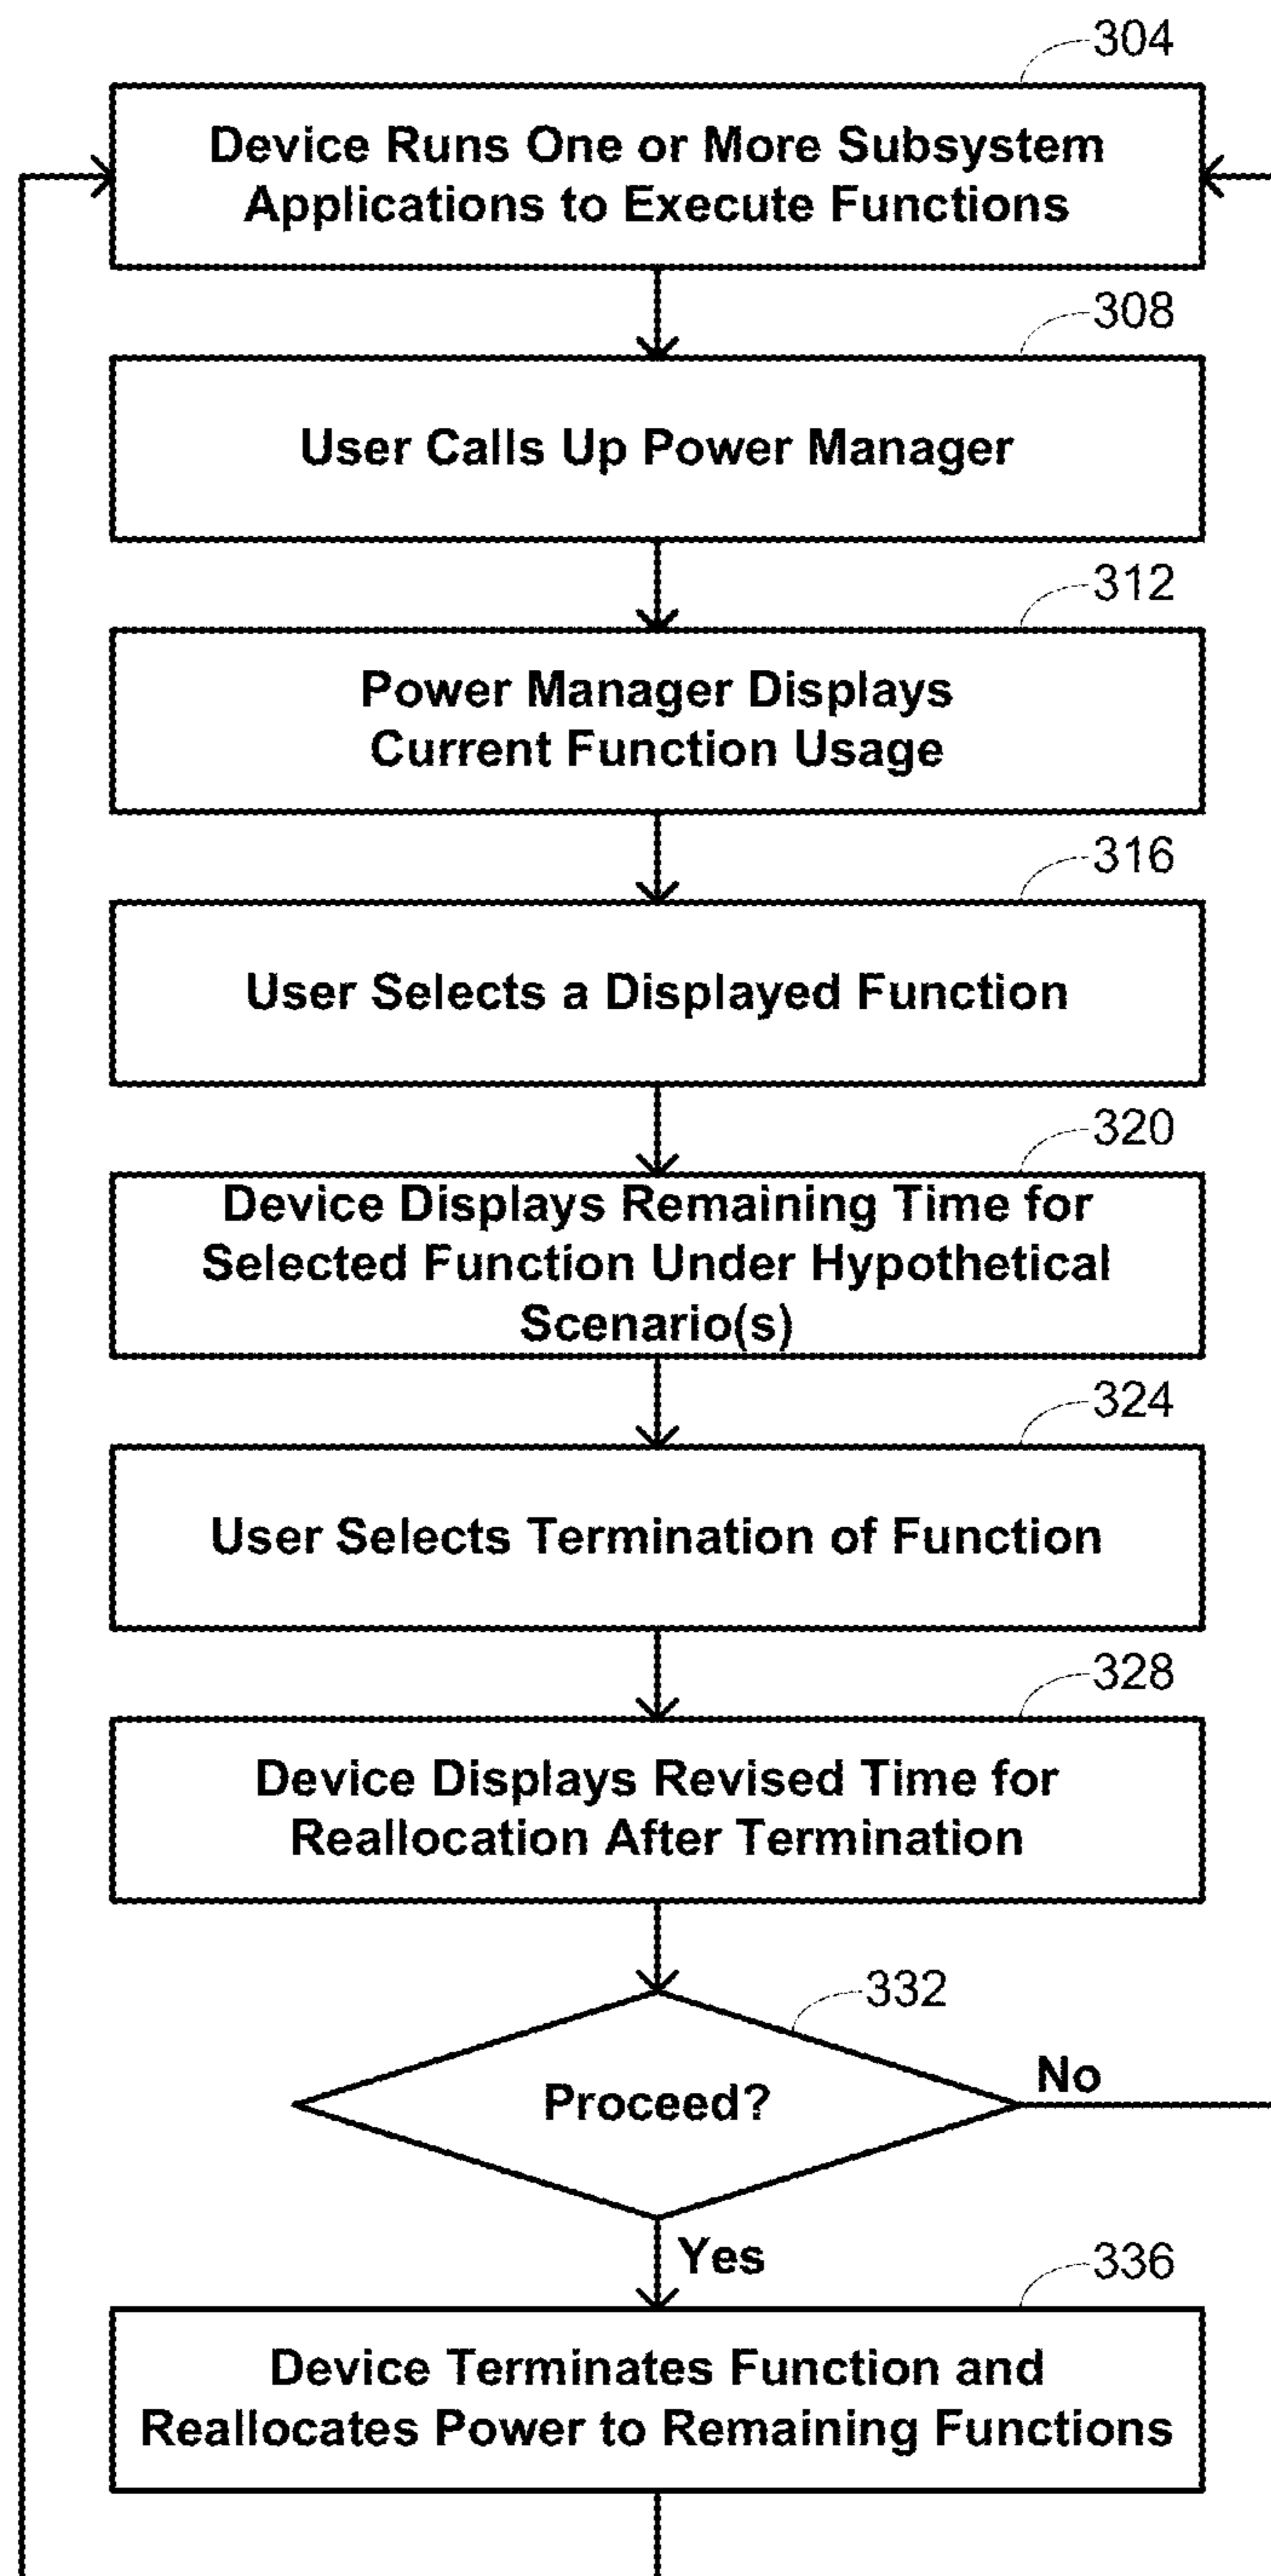 304
Device Runs One or More Subsystem
Applications to Execute Functions
308
User Calls Up Power Manager
312
Power Manager Displays
Current Function Usage
316
User Selects a Displayed Function
320
Device Displays Remaining Time for
Selected Function Under Hypothetical
Scenario(s)
324
User Selects Termination of Function
328
Device Displays Revised Time for
Reallocation After Termination
332
Proceed?
No
Yes
336
Device Terminates Function and
Reallocates Power to Remaining Functions